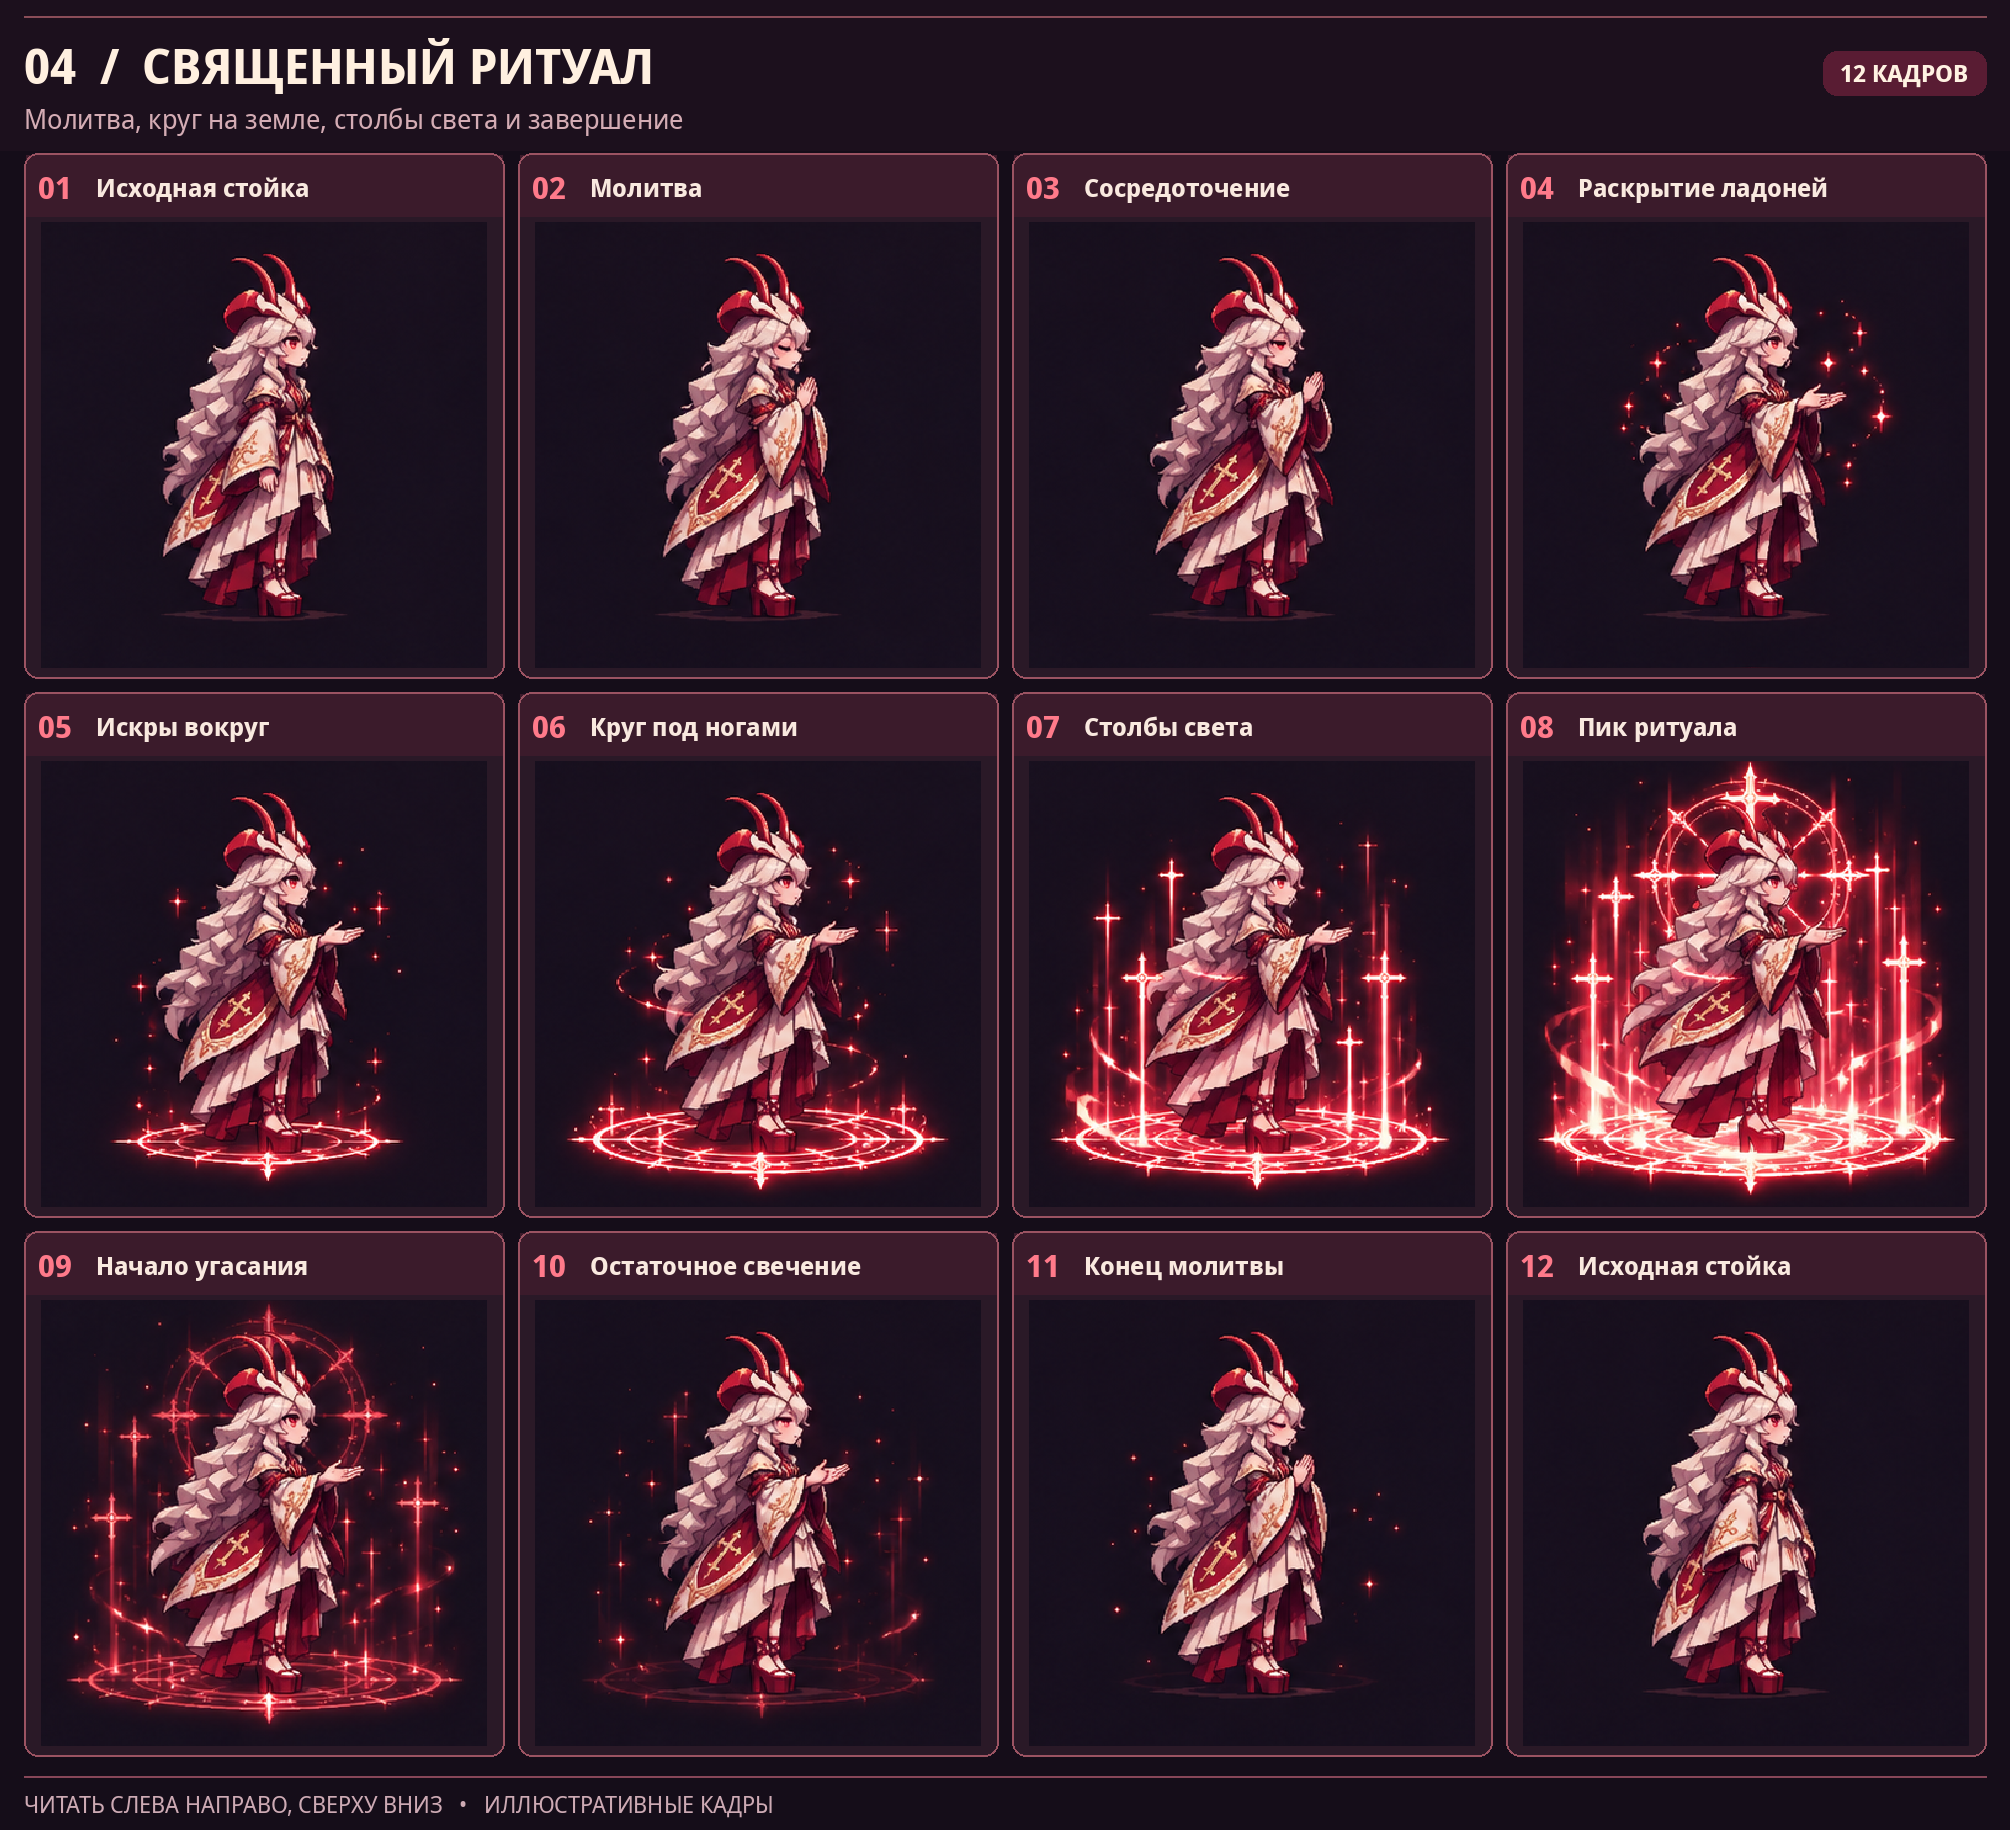 04 / СВЯЩЕННЫЙ РИТУАЛ
12 КАДРОВ
Молитва, круг на земле, столбы света и завершение
01 Исходная стойка
02 Молитва
03 Сосредоточение
04 Раскрытие ладоней
05 Искры вокруг
06 Круг под ногами
07 Столбы света
08 Пик ритуала
09 Начало угасания
10 Остаточное свечение
11 Конец молитвы
12 Исходная стойка
ЧИТАТЬ СЛЕВА НАПРАВО, СВЕРХУ ВНИЗ • ИЛЛЮСТРАТИВНЫЕ КАДРЫ